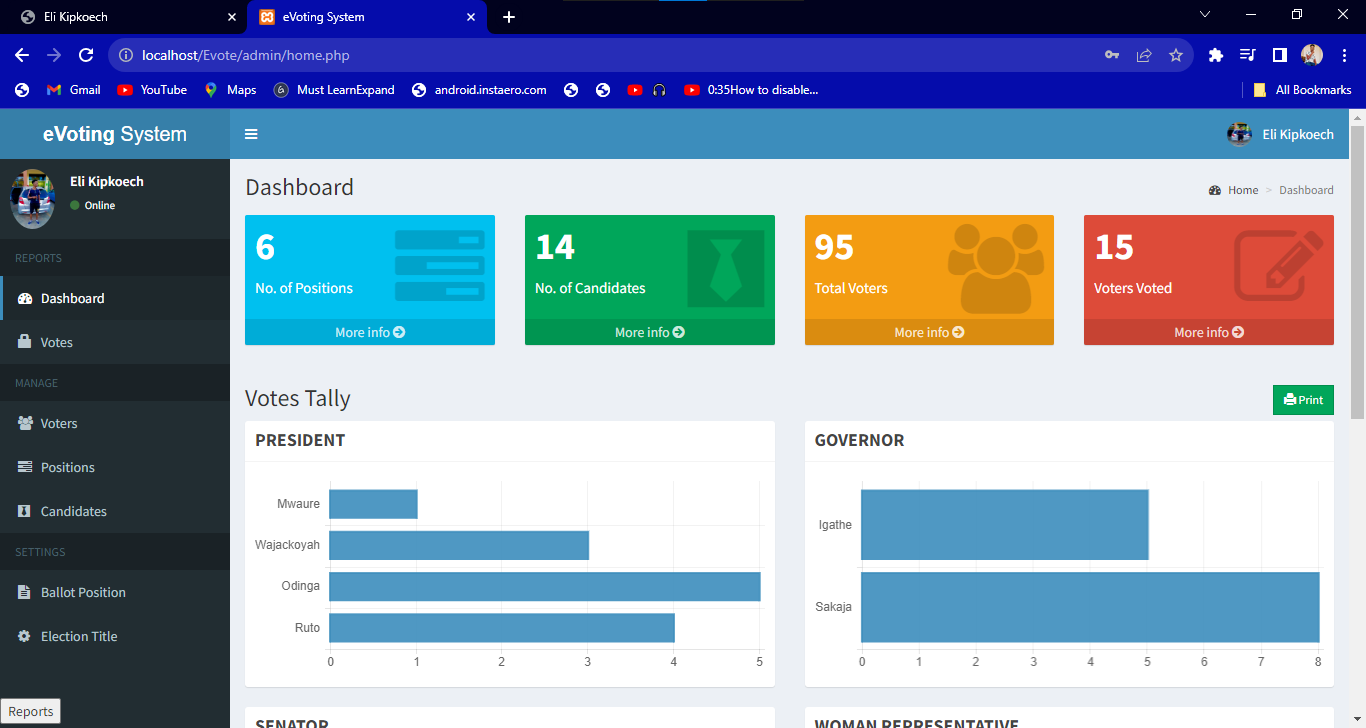 Eli Kipkoech
eVoting System
localhost/Evote/admin/home.php
Gmail
YouTube
Maps
Must LearnExpand
android.instaero.com
0:35How to disable...
All Bookmarks
eVoting System
Eli Kipkoech
Eli Kipkoech
Online
REPORTS
Dashboard
Votes
MANAGE
Voters
Positions
Candidates
SETTINGS
Ballot Position
Election Title
Reports
Dashboard
Home > Dashboard
6
No. of Positions
More info
14
No. of Candidates
More info
95
Total Voters
More info
15
Voters Voted
More info
Votes Tally
Print
PRESIDENT
Mwaure
Wajackoyah
Odinga
Ruto
0 1 2 3 4 5
GOVERNOR
Igathe
Sakaja
0 1 2 3 4 5 6 7 8
SENATOR
WOMAN REPRESENTATIVE